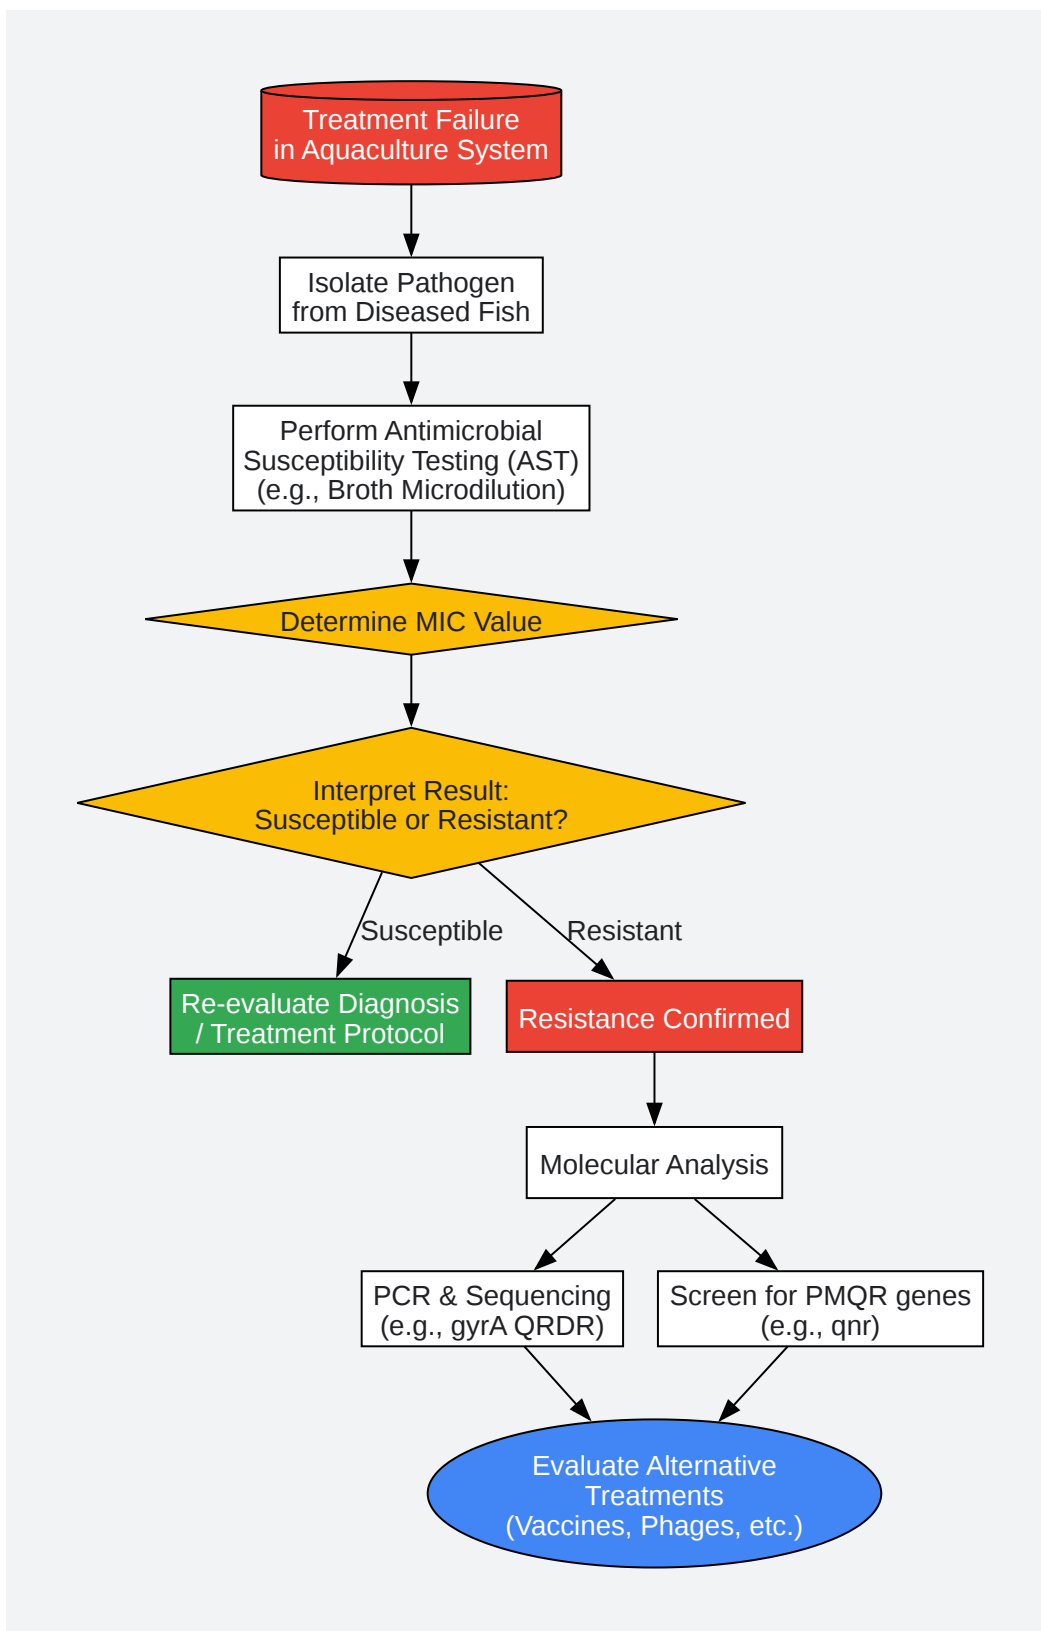 Treatment Failure
in Aquaculture System
Isolate Pathogen
from Diseased Fish
Perform Antimicrobial
Susceptibility Testing (AST)
(e.g., Broth Microdilution)
Determine MIC Value
Interpret Result:
Susceptible or Resistant?
Susceptible
Resistant
Re-evaluate Diagnosis
/ Treatment Protocol
Resistance Confirmed
Molecular Analysis
PCR & Sequencing
(e.g., gyrA QRDR)
Screen for PMQR genes
(e.g., qnr)
Evaluate Alternative
Treatments
(Vaccines, Phages, etc.)